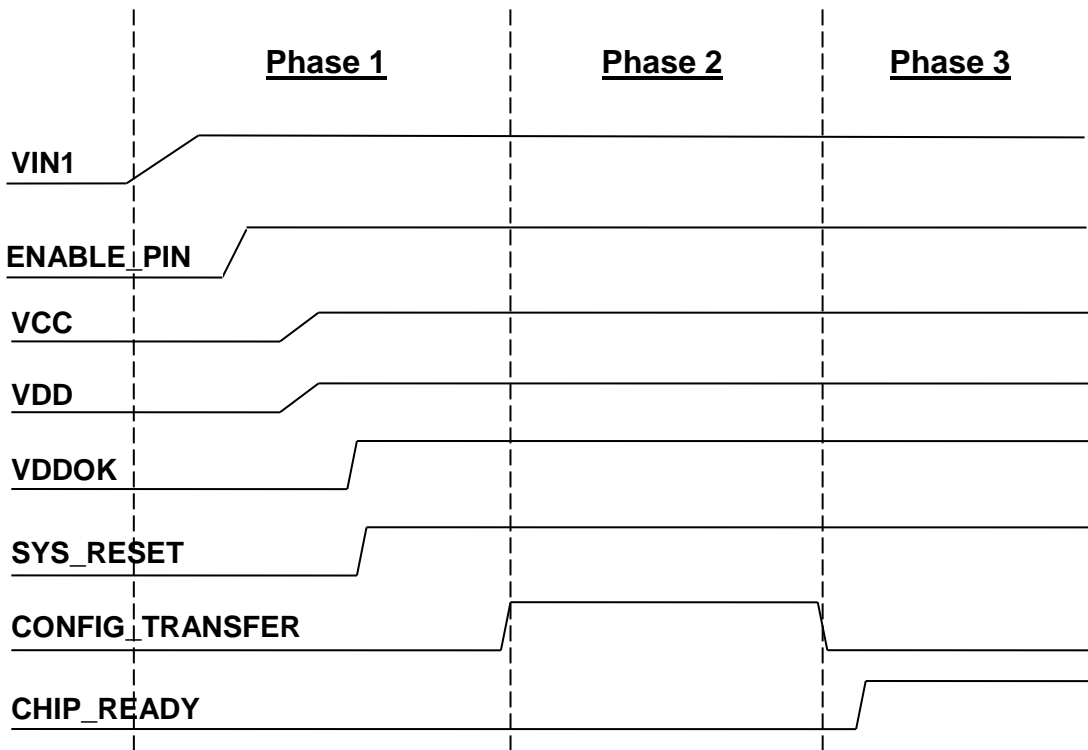 Phase 1 Phase 2 Phase 3
VIN1
ENABLE_PIN
VCC
VDD
VDDOK
SYS_RESET
CONFIG_TRANSFER
CHIP_READY